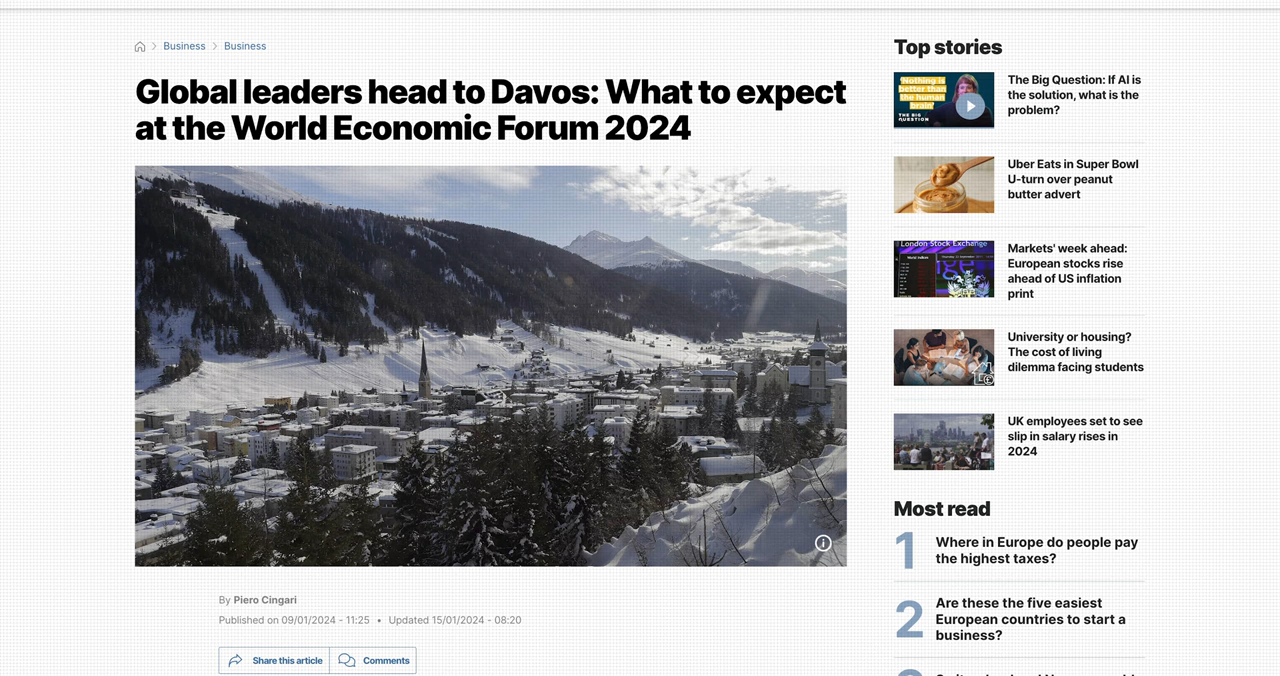 Business
Business
Global leaders head to Davos: What to expect
at the World Economic Forum 2024
By Piero Cingari
Published on 09/01/2024 - 11:25 • Updated 15/01/2024 - 08:20
Share this article
Comments
Top stories
'Nothing is
better than
the human
brain'
THE BIG
QUESTION
The Big Question: If AI is
the solution, what is the
problem?
Uber Eats in Super Bowl
U-turn over peanut
butter advert
London Stock Exchange
World Indices
Markets' week ahead:
European stocks rise
ahead of US inflation
print
University or housing?
The cost of living
dilemma facing students
UK employees set to see
slip in salary rises in
2024
Most read
1
Where in Europe do people pay
the highest taxes?
2
Are these the five easiest
European countries to start a
business?